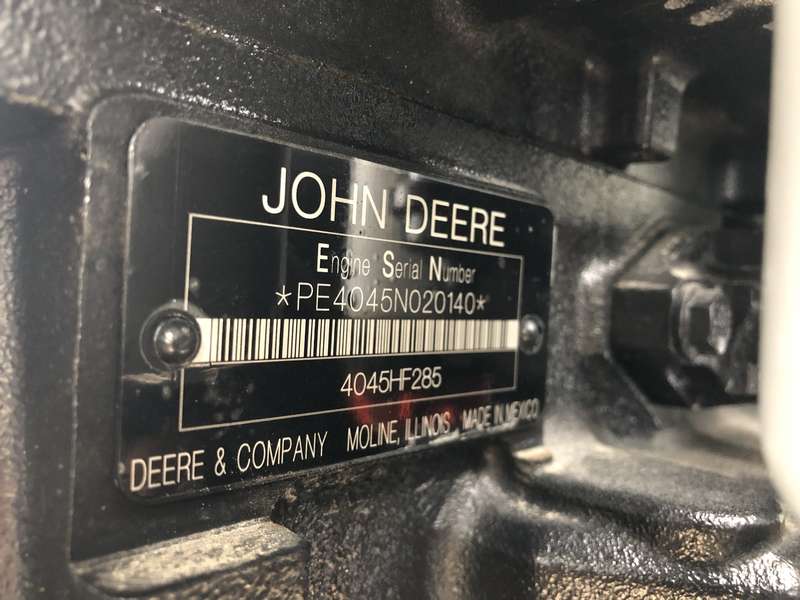 JOHN DEERE
Engine Serial Number
*PE4045N020140*
4045HF285
DEERE & COMPANY MOLINE, ILLINOIS MADE IN MEXICO